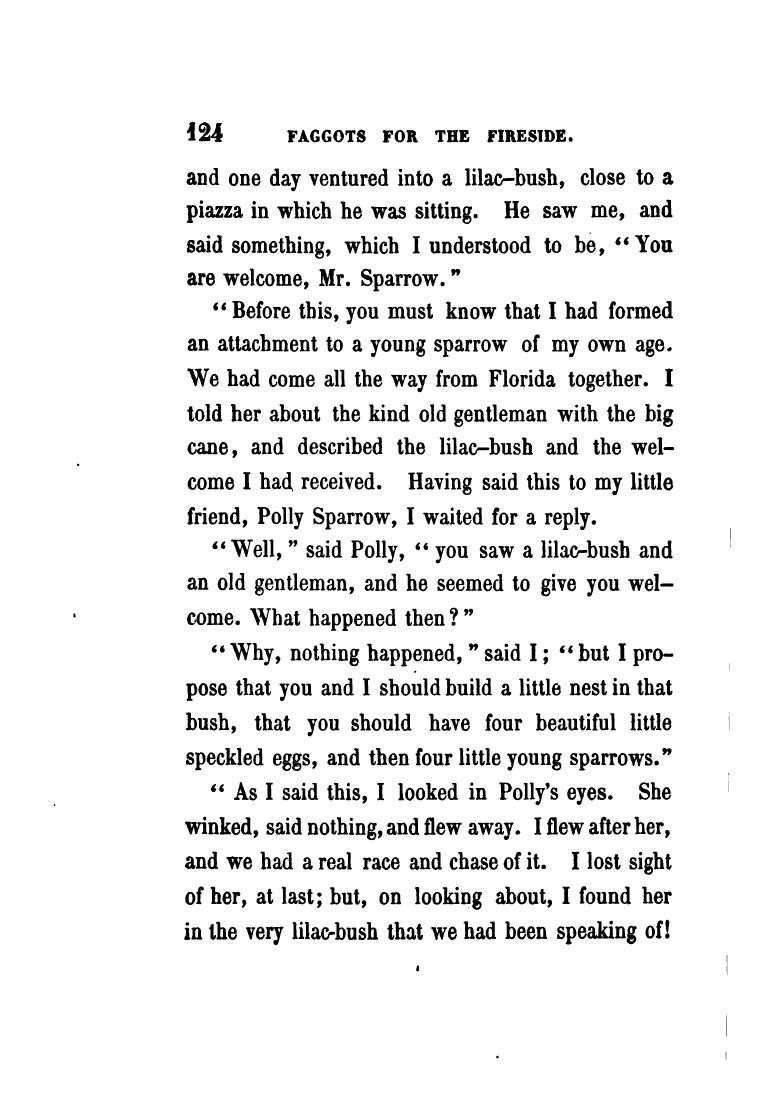 124 FAGGOTS FOR THE FIRESIDE.
and one day ventured into a lilac-bush, close to a
piazza in which he was sitting. He saw me, and
said something, which I understood to be, “You
are welcome, Mr. Sparrow.”
“Before this, you must know that I had formed
an attachment to a young sparrow of my own age.
We had come all the way from Florida together. I
told her about the kind old gentleman with the big
cane, and described the lilac-bush and the wel-
come I had received. Having said this to my little
friend, Polly Sparrow, I waited for a reply.
“Well,” said Polly, “you saw a lilac-bush and
an old gentleman, and he seemed to give you wel-
come. What happened then?”
“Why, nothing happened,” said I; “but I pro-
pose that you and I should build a little nest in that
bush, that you should have four beautiful little
speckled eggs, and then four little young sparrows.”
“As I said this, I looked in Polly's eyes. She
winked, said nothing, and flew away. I flew after her,
and we had a real race and chase of it. I lost sight
of her, at last; but, on looking about, I found her
in the very lilac-bush that we had been speaking of!